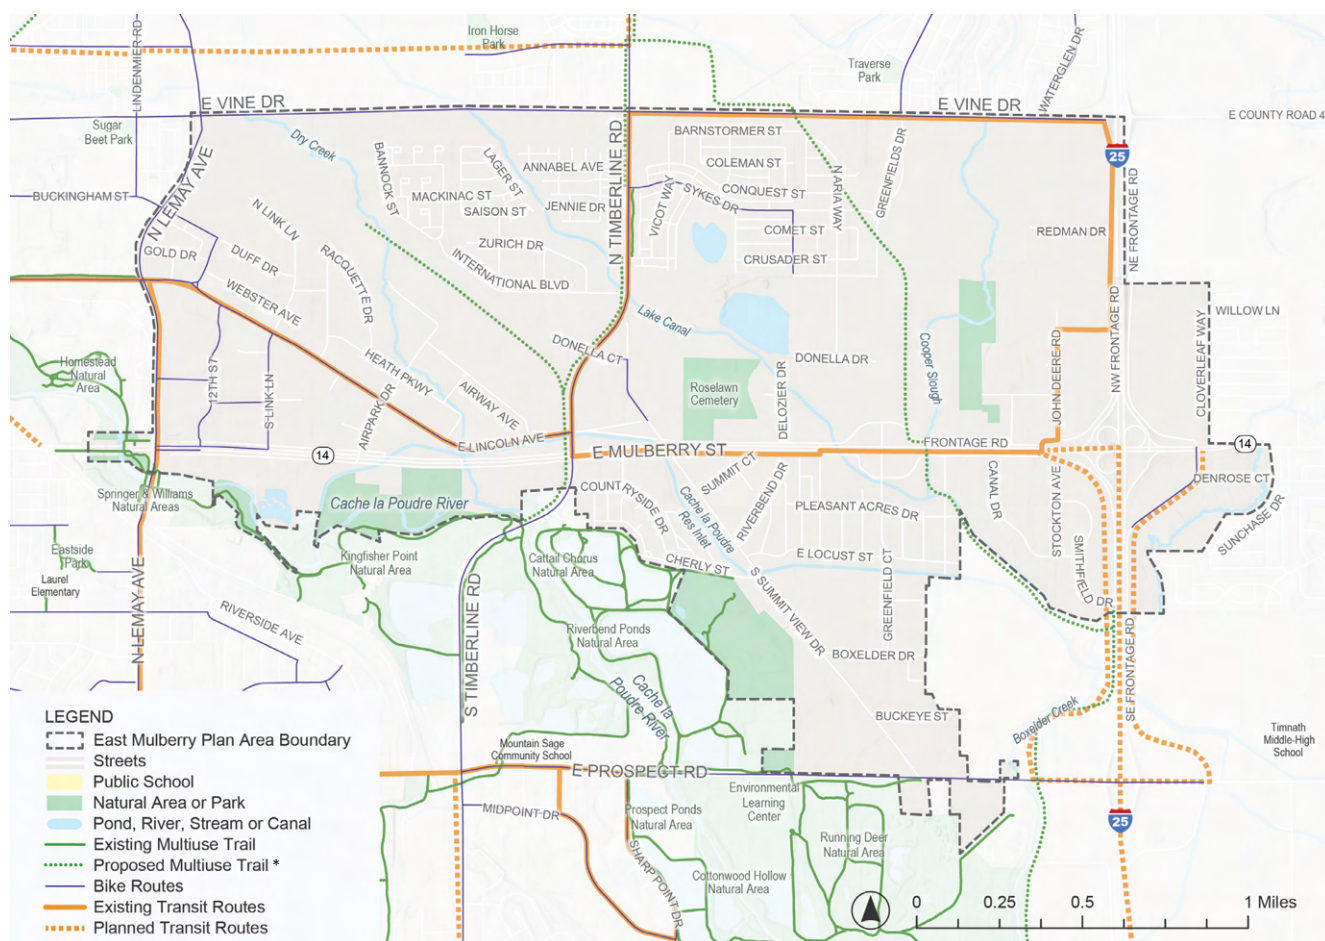 Iron Horse
Park
LINDENMIER RD
Traverse
Park
WATERGLEN DR
E VINE DR
E VINE DR
E COUNTY ROAD 4
Sugar
Beet Park
Dry Creek
N LEMAY AVE
BUCKINGHAM ST
BANNOCK ST
LAGER ST
ANNABEL AVE
MACKINAC ST
SAISON ST
JENNIE DR
N TIMBERLINE RD
BARNSTORMER ST
COLEMAN ST
VICOT WAY
SYKES DR
CONQUEST ST
N ARIA WAY
GREENFIELDS DR
COMET ST
CRUSADER ST
25
NE FRONTAGE RD
REDMAN DR
N LINK LN
GOLD DR
DUFF DR
WEBSTER AVE
RACQUETTE DR
ZURICH DR
INTERNATIONAL BLVD
Lake Canal
DONELLA CT
DONELLA DR
Cooper Slough
NW FRONTAGE RD
WILLOW LN
CLOVERLEAF WAY
JOHN DEERE RD
Homestead
Natural
Area
12TH ST
S LINK LN
HEATH PKWY
AIRPARK DR
AIRWAY AVE
Roselawn
Cemetery
DELOZIER DR
E LINCOLN AVE
14
E MULBERRY ST
FRONTAGE RD
14
Springer & Williams
Natural Areas
Cache la Poudre River
COUNTRYSIDE DR
SUMMIT CT
RIVERBEND DR
Cache la Poudre
Res Inlet
PLEASANT ACRES DR
CANAL DR
STOCKTON AVE
DENROSE CT
SUNCHASE DR
Eastside
Park
Laurel
Elementary
Kingfisher Point
Natural Area
Cattail Chorus
Natural Area
CHERLY ST
E LOCUST ST
SMITHFIELD DR
N LEMAY AVE
RIVERSIDE AVE
S TIMBERLINE RD
Riverbend Ponds
Natural Area
S SUMMIT VIEW DR
GREENFIELD CT
BOXELDER DR
SE FRONTAGE RD
Cache la
Poudre River
BUCKEYE ST
Boxelder Creek
Timnath
Middle-High
School
Mountain Sage
Community School
E PROSPECT RD
MIDPOINT DR
Prospect Ponds
Natural Area
Environmental
Learning
Center
SHARP POINT DR
Running Deer
Natural Area
Cottonwood Hollow
Natural Area
25
LEGEND
East Mulberry Plan Area Boundary
Streets
Public School
Natural Area or Park
Pond, River, Stream or Canal
Existing Multiuse Trail
Proposed Multiuse Trail *
Bike Routes
Existing Transit Routes
Planned Transit Routes
0 0.25 0.5 1 Miles